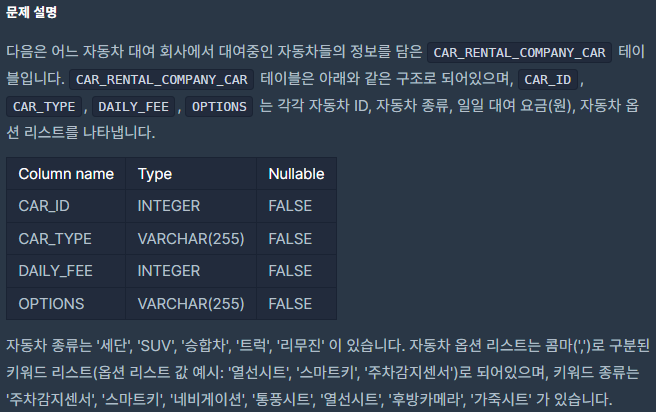 문제 설명
다음은 어느 자동차 대여 회사에서 대여중인 자동차들의 정보를 담은 CAR_RENTAL_COMPANY_CAR 테이
블입니다. CAR_RENTAL_COMPANY_CAR 테이블은 아래와 같은 구조로 되어있으며, CAR_ID ,
CAR_TYPE , DAILY_FEE , OPTIONS 는 각각 자동차 ID, 자동차 종류, 일일 대여 요금(원), 자동차 옵
션 리스트를 나타냅니다.
Column name Type Nullable
CAR_ID INTEGER FALSE
CAR_TYPE VARCHAR(255) FALSE
DAILY_FEE INTEGER FALSE
OPTIONS VARCHAR(255) FALSE
자동차 종류는 '세단', 'SUV', '승합차', '트럭', '리무진' 이 있습니다. 자동차 옵션 리스트는 콤마(',')로 구분된
키워드 리스트(옵션 리스트 값 예시: '열선시트', '스마트키', '주차감지센서')로 되어있으며, 키워드 종류는
'주차감지센서', '스마트키', '네비게이션', '통풍시트', '열선시트', '후방카메라', '가죽시트' 가 있습니다.